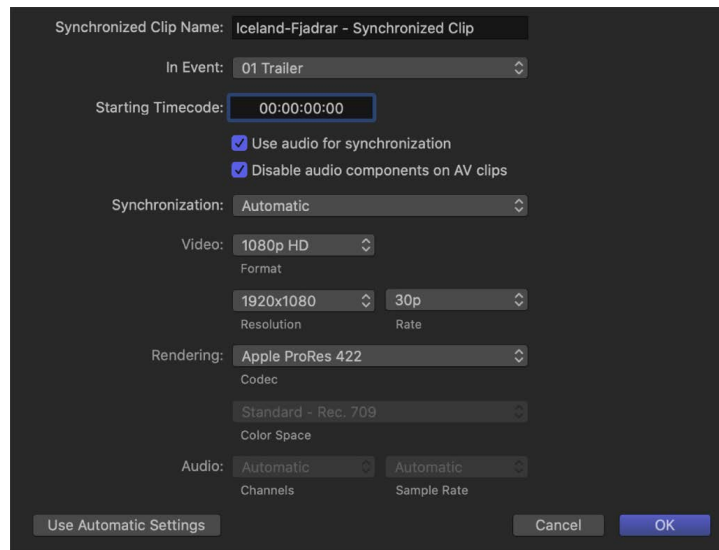 Synchronized Clip Name: Iceland-Fjadrar - Synchronized Clip
In Event: 01 Trailer
Starting Timecode: 00:00:00:00
Use audio for synchronization
Disable audio components on AV clips
Synchronization: Automatic
Video: 1080p HD
Format
1920x1080 30p
Resolution Rate
Rendering: Apple ProRes 422
Codec
Standard - Rec. 709
Color Space
Audio: Automatic Automatic
Channels Sample Rate
Use Automatic Settings Cancel OK